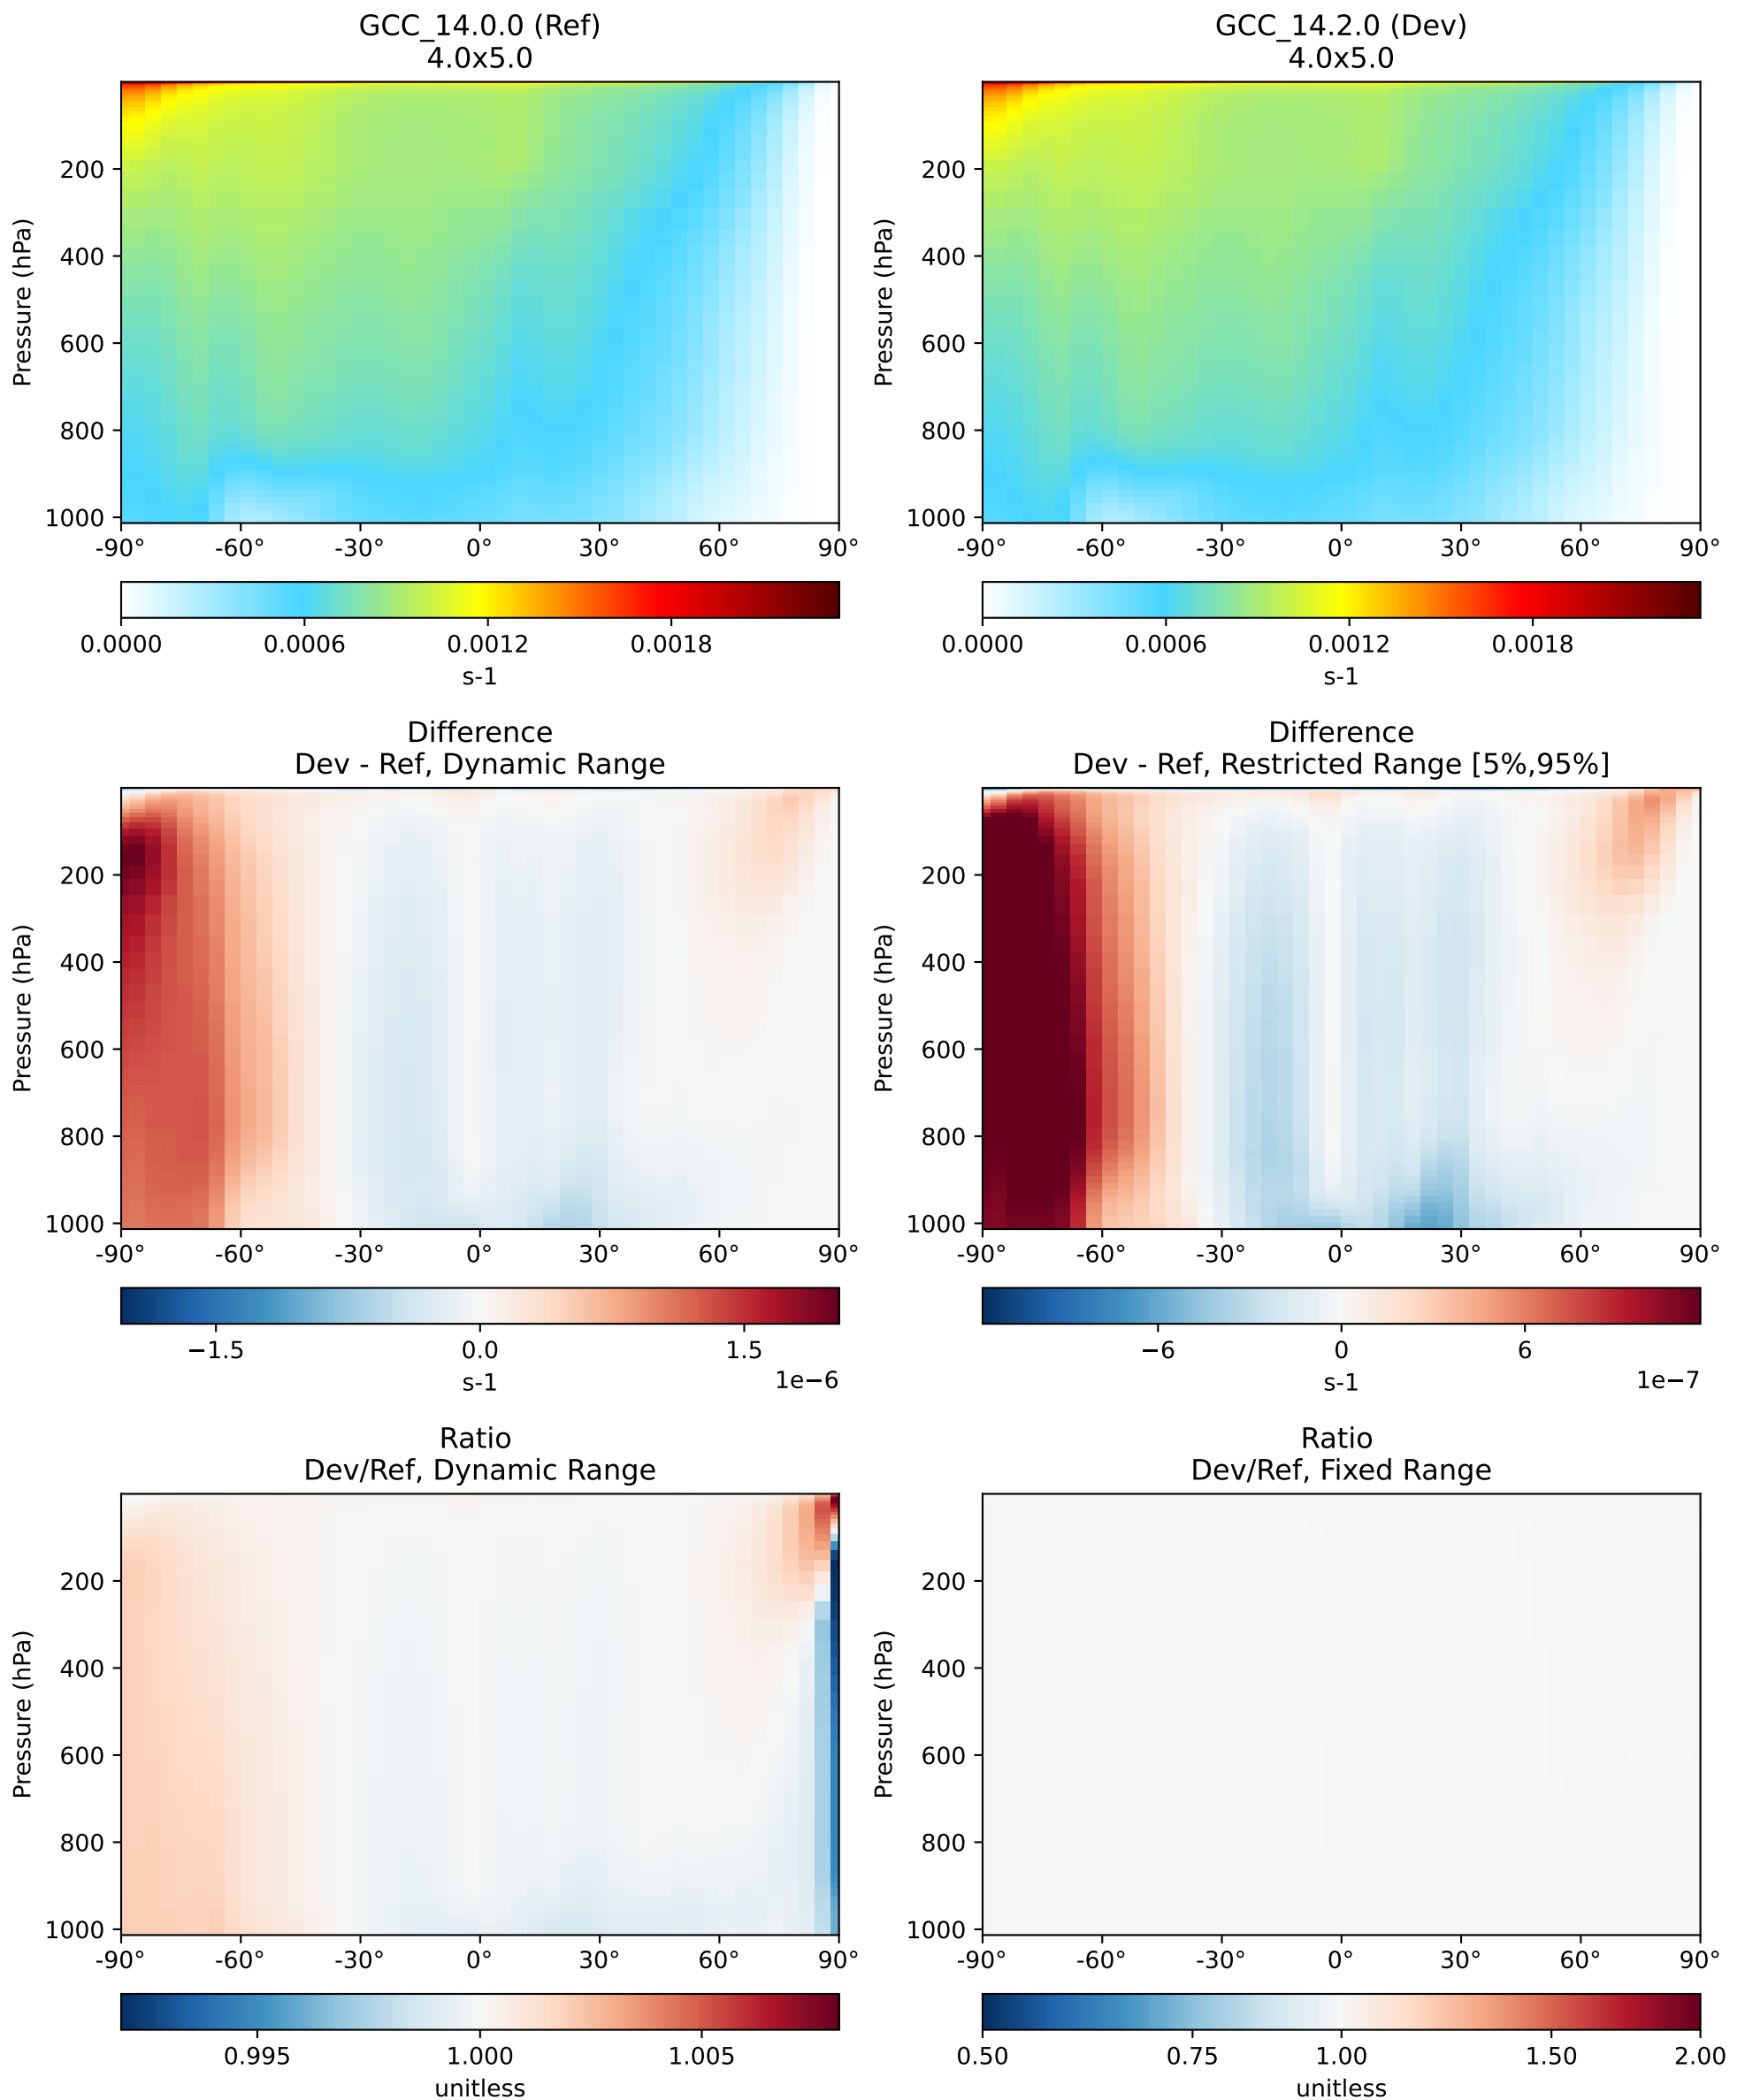 GCC_14.0.0 (Ref)
4.0x5.0
Pressure (hPa)
200
400
600
800
1000
-90° -60° -30° 0° 30° 60° 90°
0.0000 0.0006 0.0012 0.0018
s-1
GCC_14.2.0 (Dev)
4.0x5.0
Pressure (hPa)
200
400
600
800
1000
-90° -60° -30° 0° 30° 60° 90°
0.0000 0.0006 0.0012 0.0018
s-1
Difference
Dev - Ref, Dynamic Range
Pressure (hPa)
200
400
600
800
1000
-90° -60° -30° 0° 30° 60° 90°
−1.5 0.0 1.5
s-1 1e−6
Difference
Dev - Ref, Restricted Range [5%,95%]
Pressure (hPa)
200
400
600
800
1000
-90° -60° -30° 0° 30° 60° 90°
−6 0 6
s-1 1e−7
Ratio
Dev/Ref, Dynamic Range
Pressure (hPa)
200
400
600
800
1000
-90° -60° -30° 0° 30° 60° 90°
0.995 1.000 1.005
unitless
Ratio
Dev/Ref, Fixed Range
Pressure (hPa)
200
400
600
800
1000
-90° -60° -30° 0° 30° 60° 90°
0.50 0.75 1.00 1.50 2.00
unitless